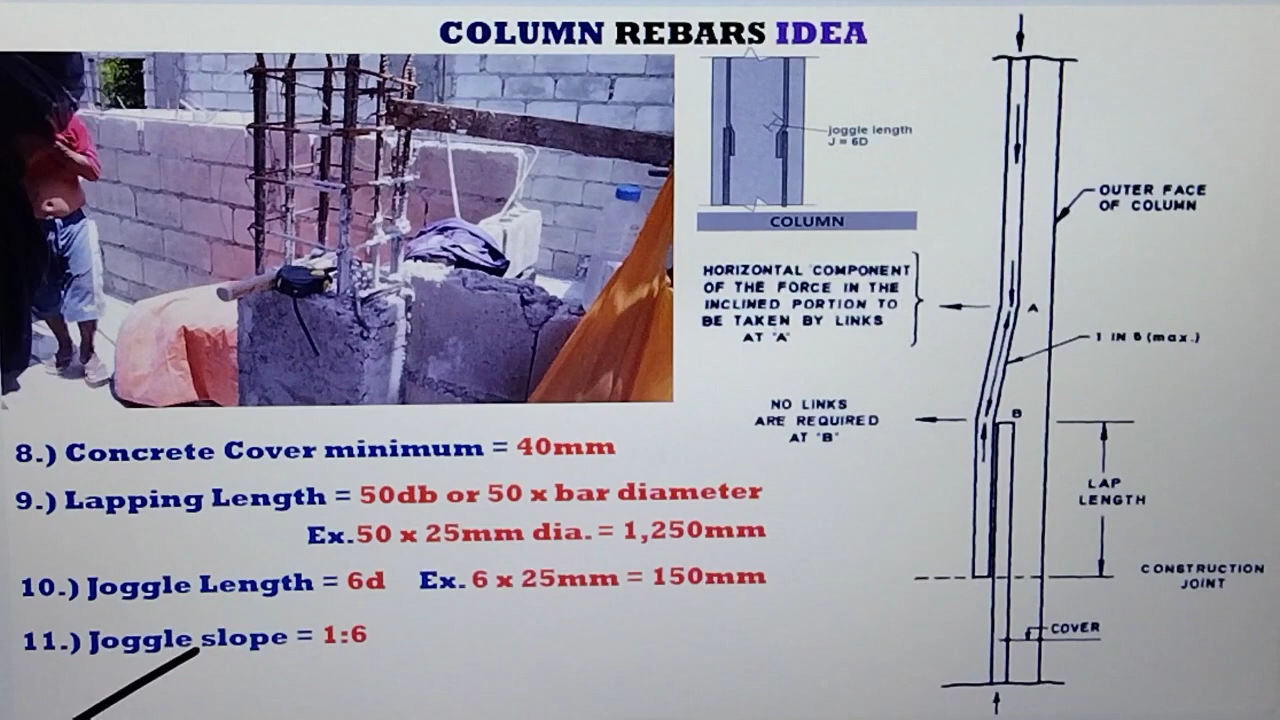 COLUMN REBARS IDEA
joggle length
J = 6D
COLUMN
HORIZONTAL COMPONENT
OF THE FORCE IN THE
INCLINED PORTION TO
BE TAKEN BY LINKS
AT "A"
NO LINKS
ARE REQUIRED
AT "B"
OUTER FACE
OF COLUMN
A
1 IN 6 (max.)
B
LAP
LENGTH
CONSTRUCTION
JOINT
COVER
8.) Concrete Cover minimum = 40mm
9.) Lapping Length = 50db or 50 x bar diameter
Ex.50 x 25mm dia. = 1,250mm
10.) Joggle Length = 6d Ex. 6 x 25mm = 150mm
11.) Joggle slope = 1:6